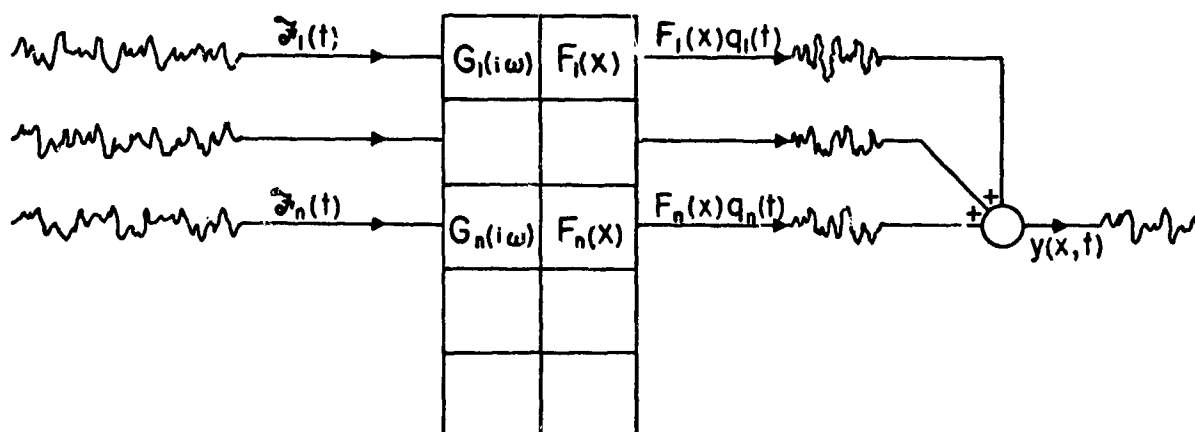 ℱ₁(t) G₁(iω) F₁(x) F₁(x)q₁(t)
+
ℱₙ(t) Gₙ(iω) Fₙ(x) Fₙ(x)qₙ(t) +
y(x,t)